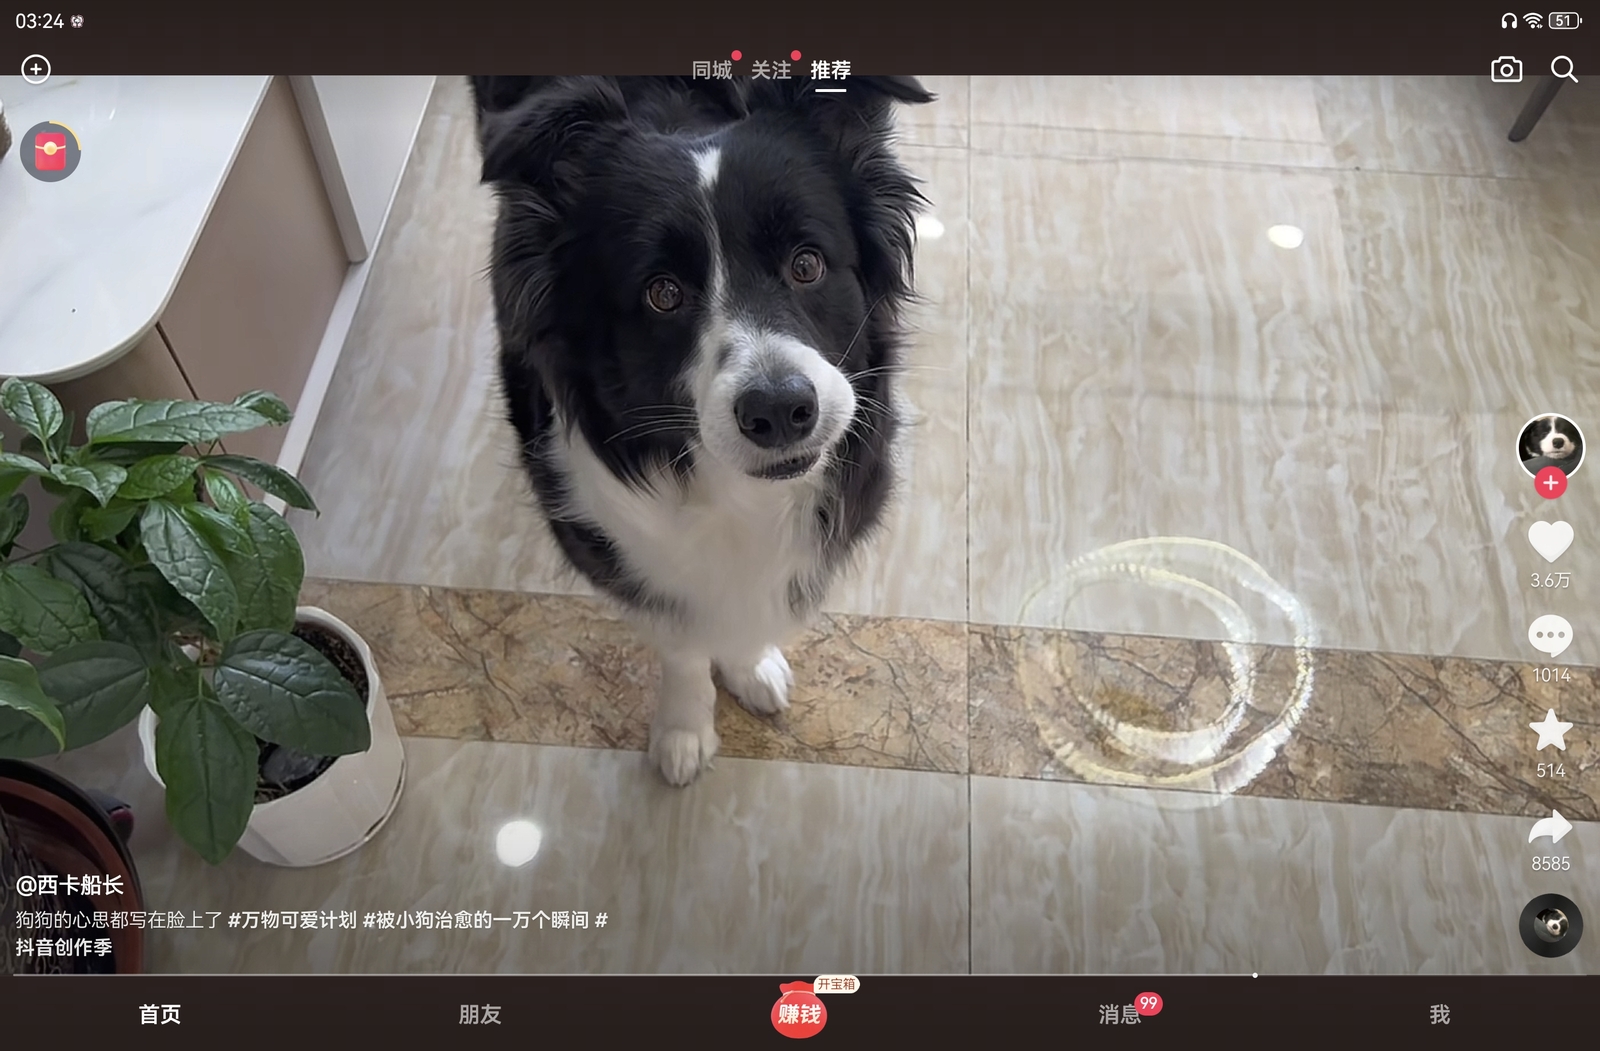 03:24
51
同城 关注 推荐
3.6万
1014
514
8585
@西卡船长
狗狗的心思都写在脸上了 #万物可爱计划 #被小狗治愈的一万个瞬间 #
抖音创作季
开宝箱
首页 朋友 赚钱 消息 99 我